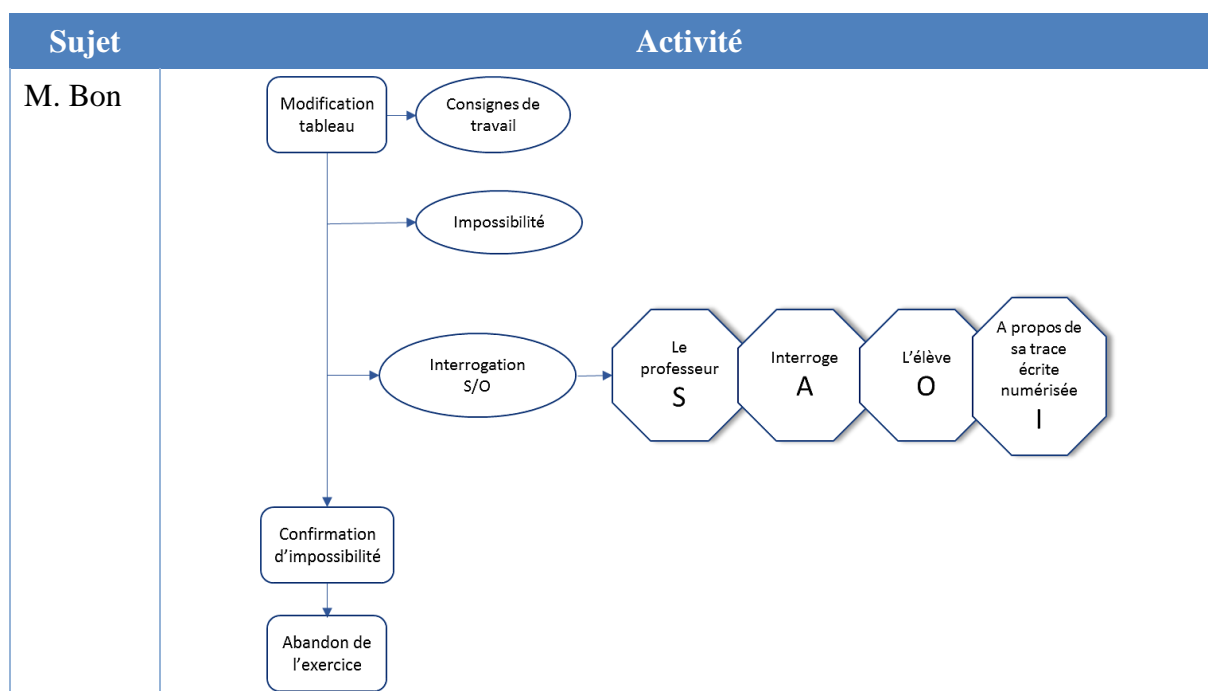 Sujet
Activité
M. Bon
Modification
tableau
Consignes de
travail
Impossibilité
Interrogation
S/O
Le
professeur
S
Interroge
A
L'élève
O
A propos de
sa trace
écrite
numérisée
I
Confirmation
d'impossibilité
Abandon de
l'exercice